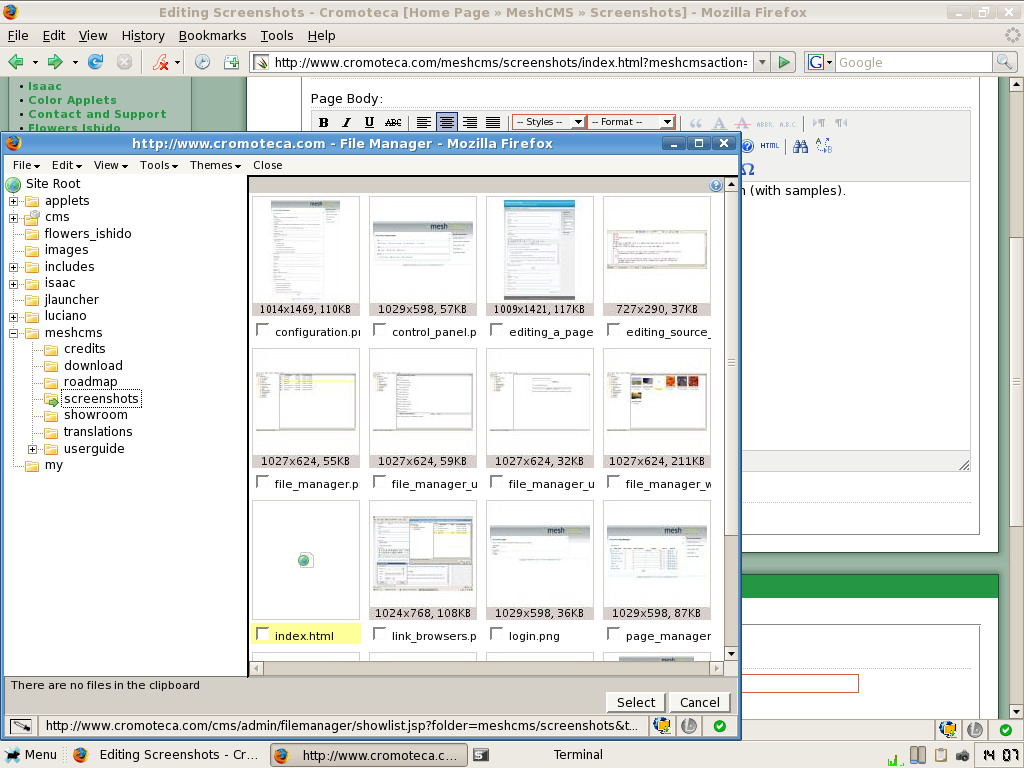 Editing Screenshots - Cromoteca [Home Page » MeshCMS » Screenshots] - Mozilla Firefox
File Edit View History Bookmarks Tools Help
http://www.cromoteca.com/meshcms/screenshots/index.html?meshcmsaction=
Google
Isaac
Color Applets
Contact and Support
Flowers Ishido
Page Body:
B I U ABC -- Styles -- -- Format -- A A ABBR. A.B.C.
HTML
n (with samples).
http://www.cromoteca.com - File Manager - Mozilla Firefox
File Edit View Tools Themes Close
Site Root
applets
cms
flowers_ishido
images
includes
isaac
jlauncher
luciano
meshcms
credits
download
roadmap
screenshots
showroom
translations
userguide
my
mesh mesh
1014x1469, 110KB 1029x598, 57KB 1009x1421, 117KB 727x290, 37KB
configuration.p control_panel.p editing_a_page editing_source_
1027x624, 55KB 1027x624, 59KB 1027x624, 32KB 1027x624, 211KB
file_manager.p file_manager_u file_manager_u file_manager_w
mesh mesh
1024x768, 108KB 1029x598, 36KB 1029x598, 87KB
index.html link_browsers.p login.png page_manager
There are no files in the clipboard
Select Cancel
http://www.cromoteca.com/cms/admin/filemanager/showlist.jsp?folder=meshcms/screenshots&t...
Menu Editing Screenshots - Cr... http://www.cromoteca.c... Terminal 14 07